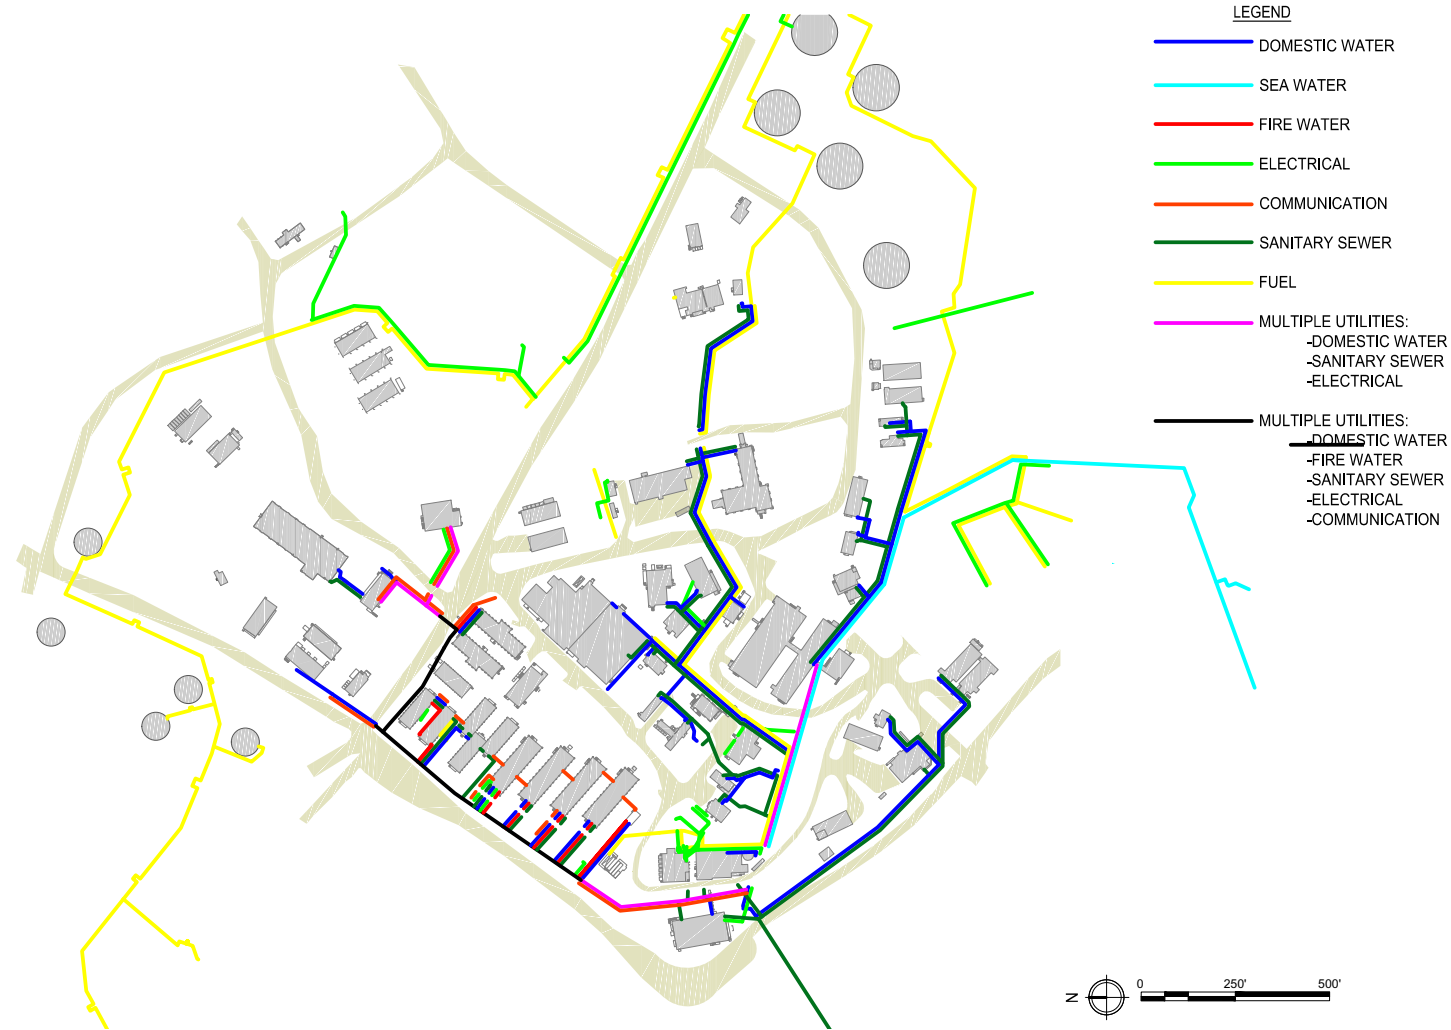 LEGEND
DOMESTIC WATER
SEA WATER
FIRE WATER
ELECTRICAL
COMMUNICATION
SANITARY SEWER
FUEL
MULTIPLE UTILITIES:
-DOMESTIC WATER
-SANITARY SEWER
-ELECTRICAL
MULTIPLE UTILITIES:
-DOMESTIC WATER
-FIRE WATER
-SANITARY SEWER
-ELECTRICAL
-COMMUNICATION
N
0 250' 500'